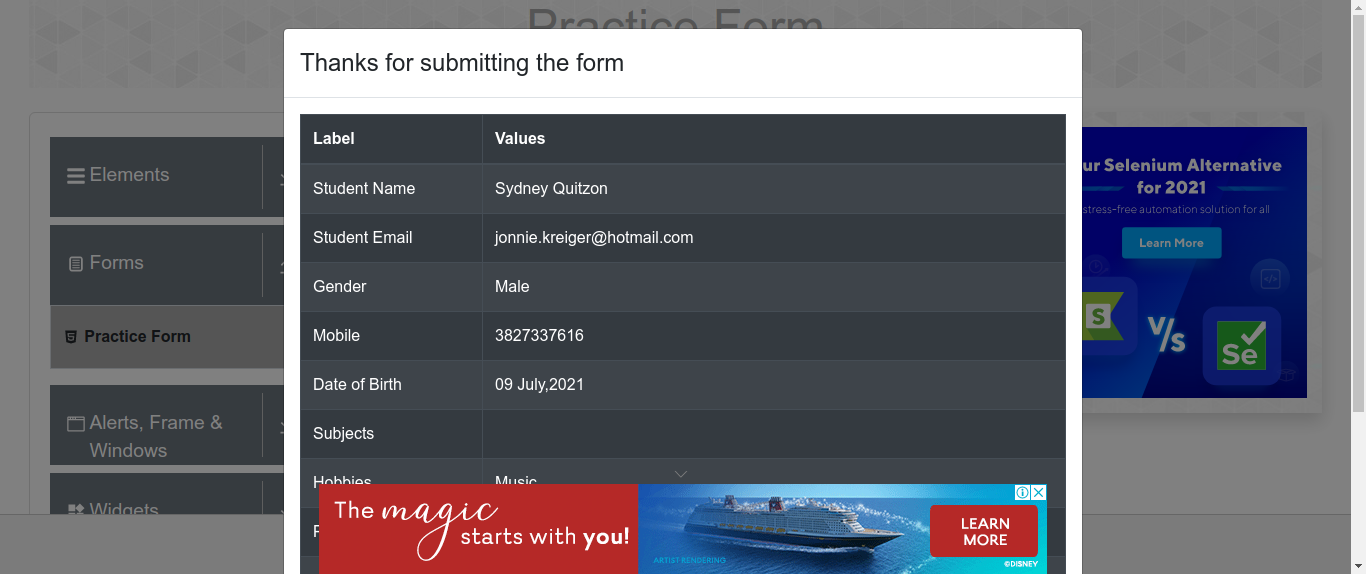 Practice Form
Thanks for submitting the form
Label Values
Student Name Sydney Quitzon
Student Email jonnie.kreiger@hotmail.com
Gender Male
Mobile 3827337616
Date of Birth 09 July,2021
Subjects
Hobbies Music
Elements
Forms
Practice Form
Alerts, Frame &
Windows
Widgets
ur Selenium Alternative
for 2021
stress-free automation solution for all
Learn More
S
V/s
Se
The magic
starts with you!
ARTIST RENDERING
LEARN
MORE
©DISNEY